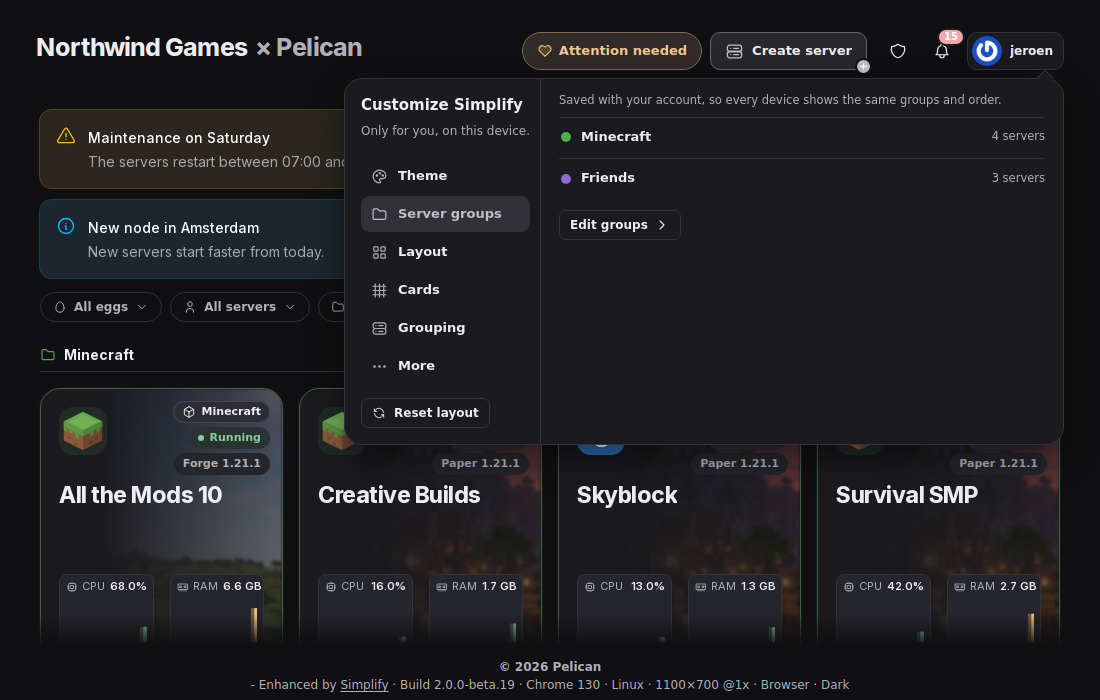 Northwind Games × Pelican
Attention needed
Create server
15
jeroen
Maintenance on Saturday
The servers restart between 07:00 and
New node in Amsterdam
New servers start faster from today.
All eggs
All servers
Customize Simplify
Only for you, on this device.
Theme
Server groups
Layout
Cards
Grouping
More
Reset layout
Saved with your account, so every device shows the same groups and order.
Minecraft 4 servers
Friends 3 servers
Edit groups
Minecraft
Minecraft
Running
Forge 1.21.1
All the Mods 10
CPU 68.0% RAM 6.6 GB
Paper 1.21.1
Creative Builds
CPU 16.0% RAM 1.7 GB
Paper 1.21.1
Skyblock
CPU 13.0% RAM 1.3 GB
Paper 1.21.1
Survival SMP
CPU 42.0% RAM 2.7 GB
© 2026 Pelican
- Enhanced by Simplify · Build 2.0.0-beta.19 · Chrome 130 · Linux · 1100×700 @1x · Browser · Dark